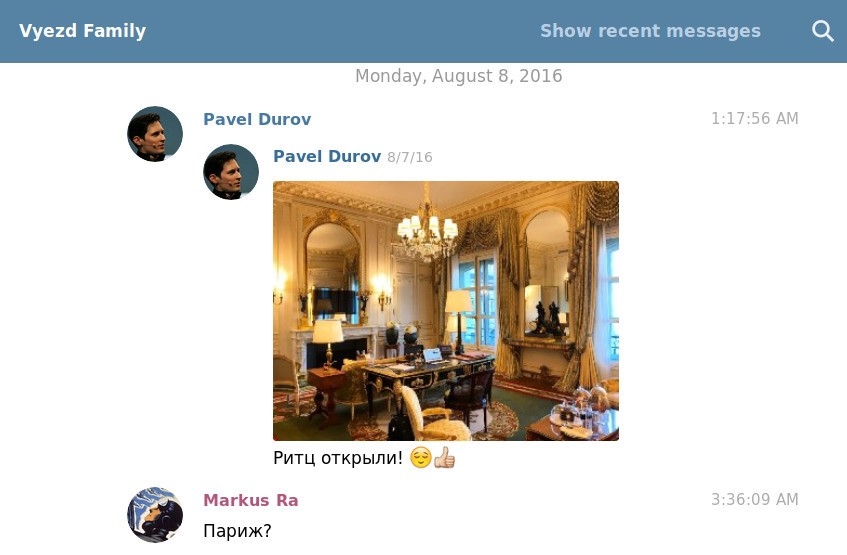 Vyezd Family
Show recent messages
Monday, August 8, 2016
Pavel Durov
1:17:56 AM
Pavel Durov 8/7/16
Ритц открыли! 😌👍🏼
Markus Ra
3:36:09 AM
Париж?